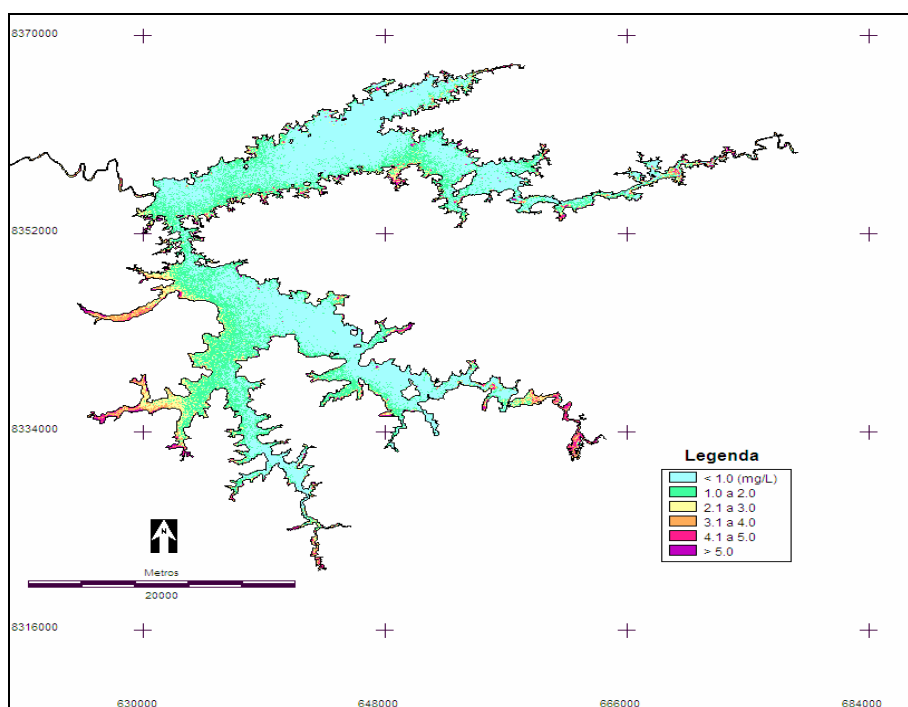 8370000
8352000
8334000
Legenda
< 1.0 (mg/L)
1.0 a 2.0
2.1 a 3.0
3.1 a 4.0
4.1 a 5.0
> 5.0
N
Metros
20000
8316000
630000 648000 666000 684000